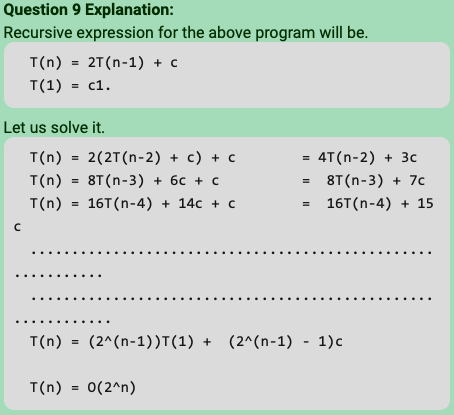 Question 9 Explanation:
Recursive expression for the above program will be.
T(n) = 2T(n-1) + c
T(1) = c1.
Let us solve it.
T(n) = 2(2T(n-2) + c) + c = 4T(n-2) + 3c
T(n) = 8T(n-3) + 6c + c = 8T(n-3) + 7c
T(n) = 16T(n-4) + 14c + c = 16T(n-4) + 15
c
....................................................
...........
....................................................
............
T(n) = (2^(n-1))T(1) + (2^(n-1) - 1)c
T(n) = O(2^n)